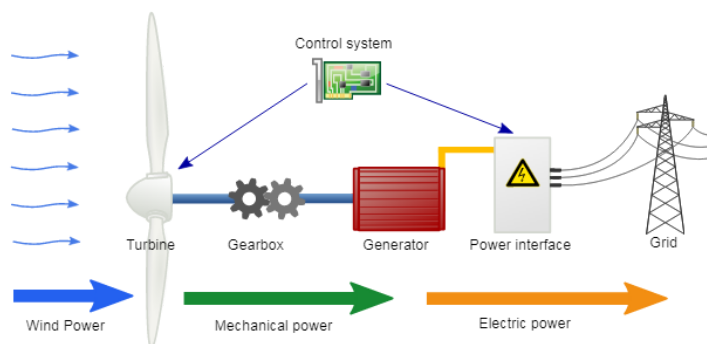 Control system
Turbine
Gearbox
Generator
Power interface
Grid
Wind Power
Mechanical power
Electric power